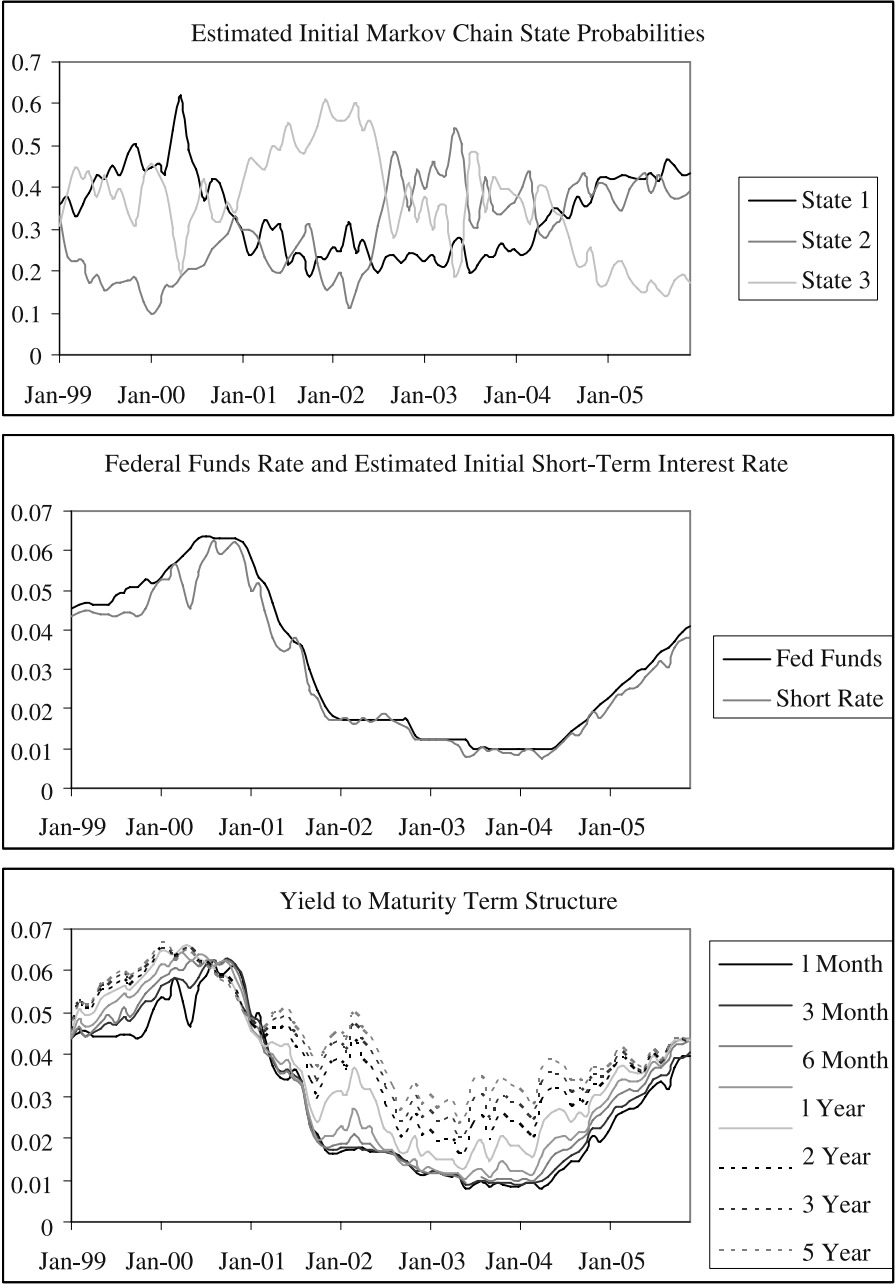 Estimated Initial Markov Chain State Probabilities
0.7
0.6
0.5
0.4
0.3
0.2
0.1
0
Jan-99 Jan-00 Jan-01 Jan-02 Jan-03 Jan-04 Jan-05
State 1
State 2
State 3
Federal Funds Rate and Estimated Initial Short-Term Interest Rate
0.07
0.06
0.05
0.04
0.03
0.02
0.01
0
Jan-99 Jan-00 Jan-01 Jan-02 Jan-03 Jan-04 Jan-05
Fed Funds
Short Rate
Yield to Maturity Term Structure
0.07
0.06
0.05
0.04
0.03
0.02
0.01
0
Jan-99 Jan-00 Jan-01 Jan-02 Jan-03 Jan-04 Jan-05
1 Month
3 Month
6 Month
1 Year
2 Year
3 Year
5 Year